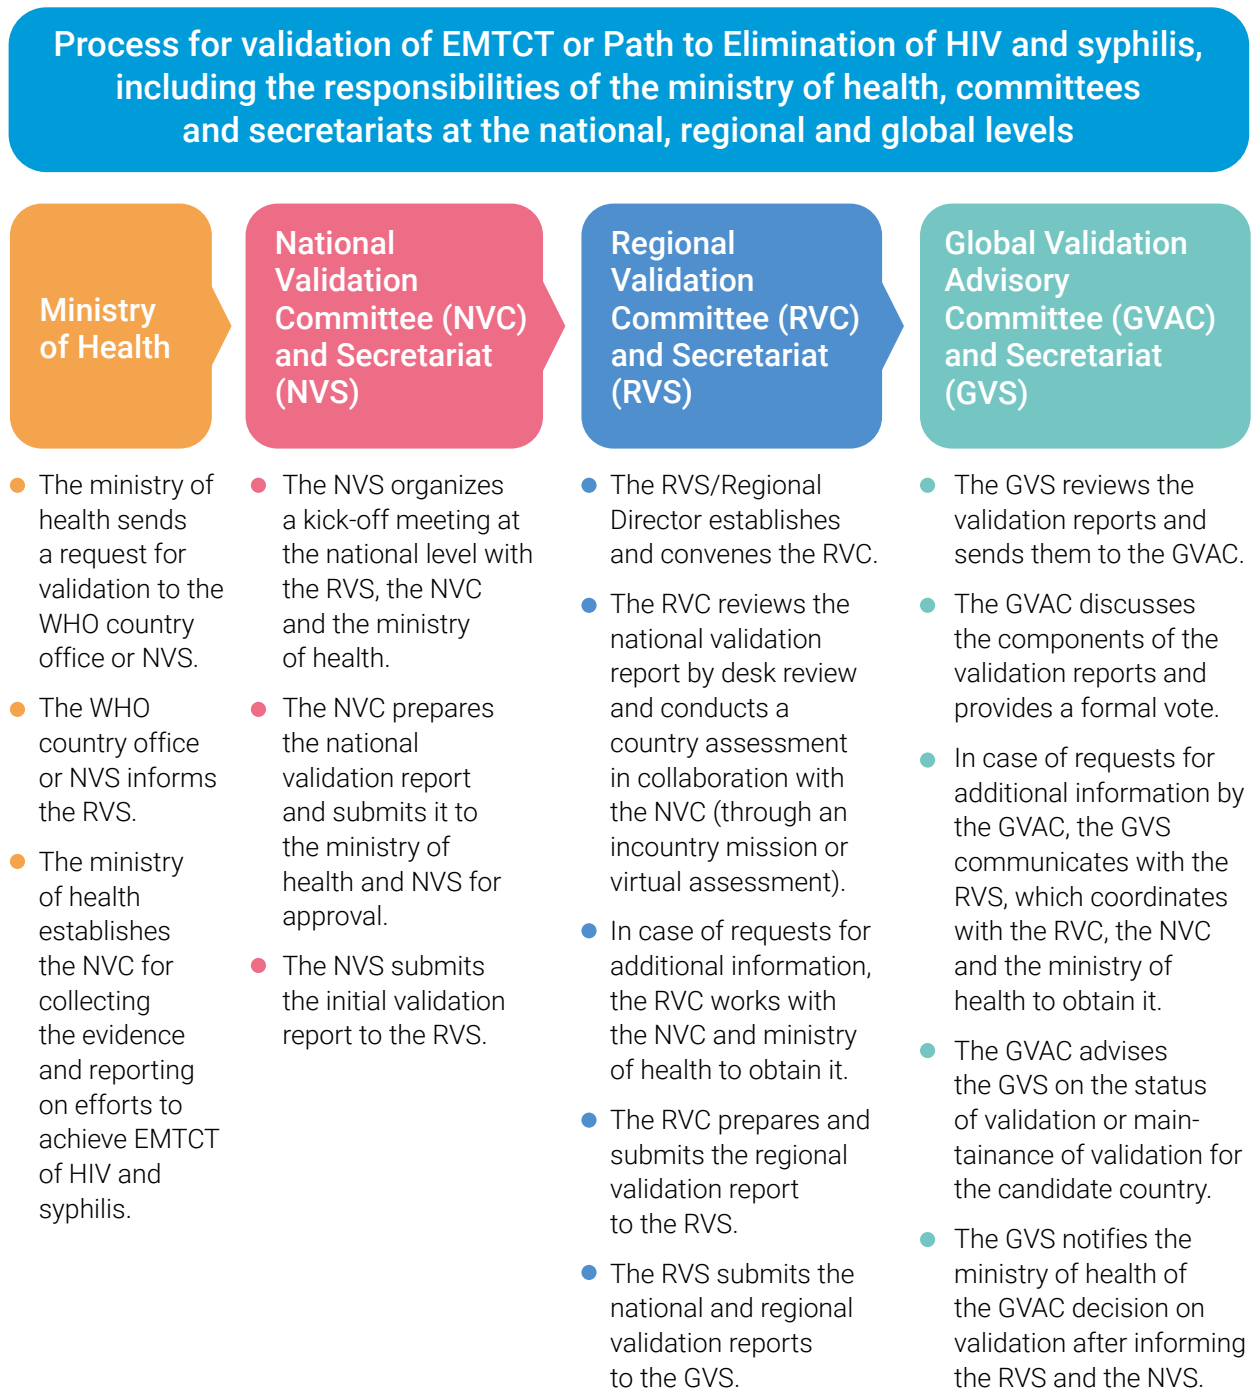 Process for validation of EMTCT or Path to Elimination of HIV and syphilis,
including the responsibilities of the ministry of health, committees
and secretariats at the national, regional and global levels
Ministry
of Health
National
Validation
Committee (NVC)
and Secretariat
(NVS)
Regional
Validation
Committee (RVC)
and Secretariat
(RVS)
Global Validation
Advisory
Committee (GVAC)
and Secretariat
(GVS)
The ministry of
health sends
a request for
validation to the
WHO country
office or NVS.
The WHO
country office
or NVS informs
the RVS.
The ministry
of health
establishes
the NVC for
collecting
the evidence
and reporting
on efforts to
achieve EMTCT
of HIV and
syphilis.
The NVS organizes
a kick-off meeting at
the national level with
the RVS, the NVC
and the ministry
of health.
The NVC prepares
the national
validation report
and submits it to
the ministry of
health and NVS for
approval.
The NVS submits
the initial validation
report to the RVS.
The RVS/Regional
Director establishes
and convenes the RVC.
The RVC reviews the
national validation
report by desk review
and conducts a
country assessment
in collaboration with
the NVC (through an
incountry mission or
virtual assessment).
In case of requests for
additional information,
the RVC works with
the NVC and ministry
of health to obtain it.
The RVC prepares and
submits the regional
validation report
to the RVS.
The RVS submits the
national and regional
validation reports
to the GVS.
The GVS reviews the
validation reports and
sends them to the GVAC.
The GVAC discusses
the components of the
validation reports and
provides a formal vote.
In case of requests for
additional information by
the GVAC, the GVS
communicates with the
RVS, which coordinates
with the RVC, the NVC
and the ministry of
health to obtain it.
The GVAC advises
the GVS on the status
of validation or main-
tainance of validation for
the candidate country.
The GVS notifies the
ministry of health of
the GVAC decision on
validation after informing
the RVS and the NVS.